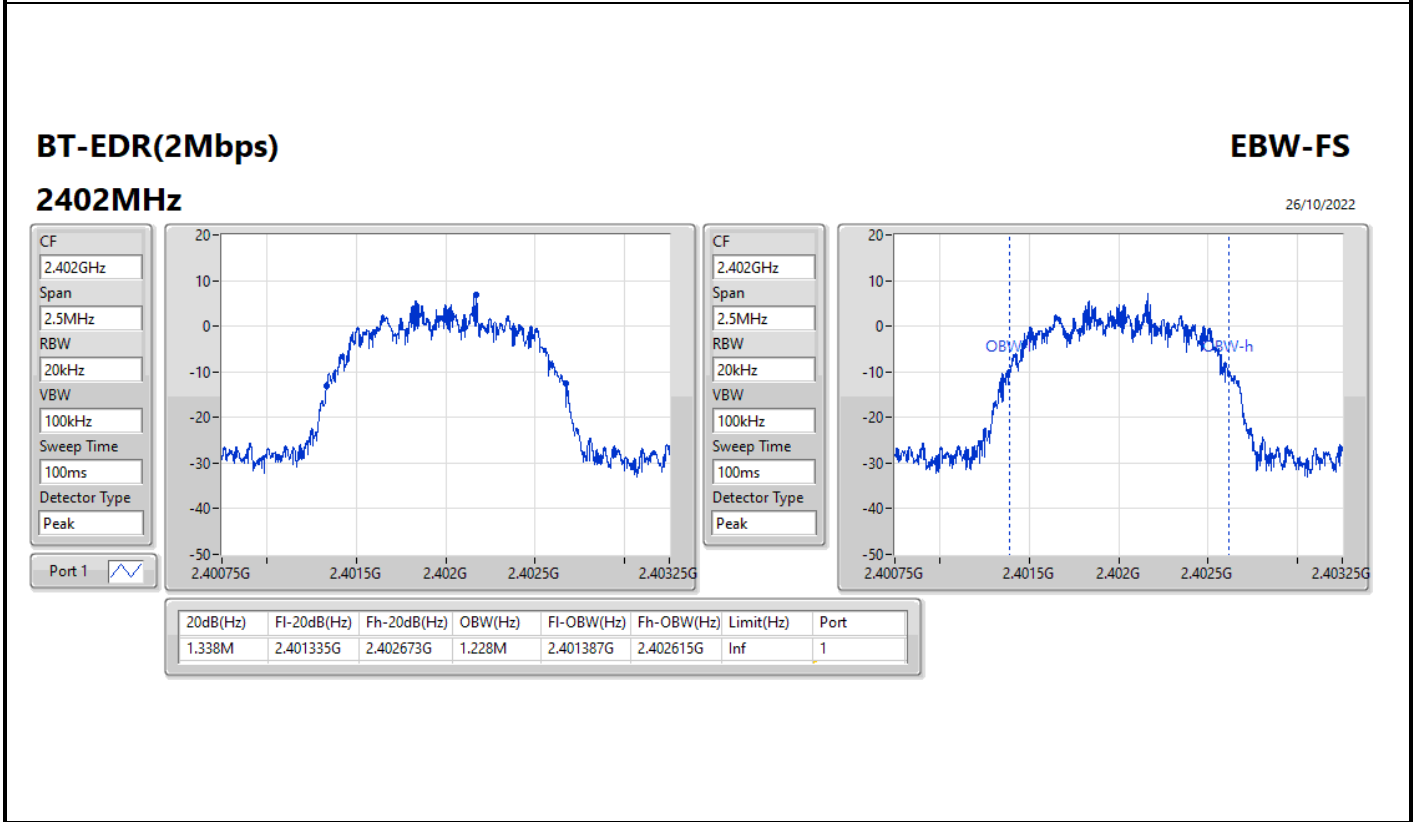 BT-EDR(2Mbps)
EBW-FS
2402MHz
26/10/2022
CF
2.402GHz
Span
2.5MHz
RBW
20kHz
VBW
100kHz
Sweep Time
100ms
Detector Type
Peak
Port 1
20
10
0
-10
-20
-30
-40
-50
2.40075G 2.4015G 2.402G 2.4025G 2.40325G
CF
2.402GHz
Span
2.5MHz
RBW
20kHz
VBW
100kHz
Sweep Time
100ms
Detector Type
Peak
20
10
0
-10
-20
-30
-40
-50
OBW OBW-h
2.40075G 2.4015G 2.402G 2.4025G 2.40325G
20dB(Hz) Fl-20dB(Hz) Fh-20dB(Hz) OBW(Hz) Fl-OBW(Hz) Fh-OBW(Hz) Limit(Hz) Port
1.338M 2.401335G 2.402673G 1.228M 2.401387G 2.402615G Inf 1